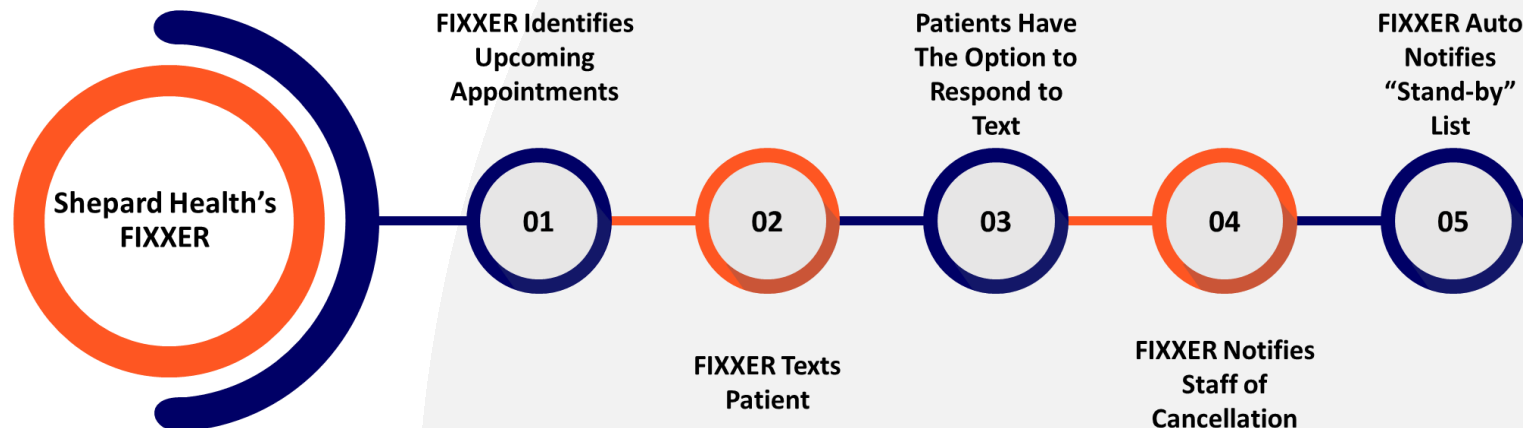 Shepard Health's
FIXXER
FIXXER Identifies
Upcoming
Appointments
01
02
FIXXER Texts
Patient
Patients Have
The Option to
Respond to
Text
03
04
FIXXER Notifies
Staff of
Cancellation
FIXXER Auto
Notifies
“Stand-by”
List
05